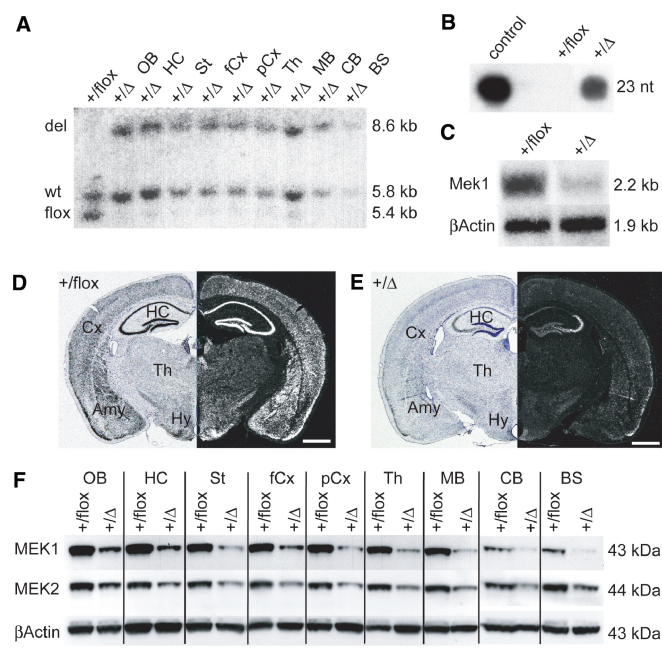 A
+/flox
+/Δ OB
+/Δ HC
+/Δ St
+/Δ fCx
+/Δ pCx
+/Δ Th
+/Δ MB
+/Δ CB
BS
del 8.6 kb
wt 5.8 kb
flox 5.4 kb
B
control +/flox +/Δ
23 nt
C
+/flox +/Δ
Mek1 2.2 kb
βActin 1.9 kb
D
+/flox
HC
Cx
Th
Amy
Hy
E
+/Δ
HC
Cx
Th
Amy
Hy
F
OB HC St fCx pCx Th MB CB BS
+/flox +/Δ +/flox +/Δ +/flox +/Δ +/flox +/Δ +/flox +/Δ +/flox +/Δ +/flox +/Δ +/flox +/Δ +/flox +/Δ
MEK1 43 kDa
MEK2 44 kDa
βActin 43 kDa